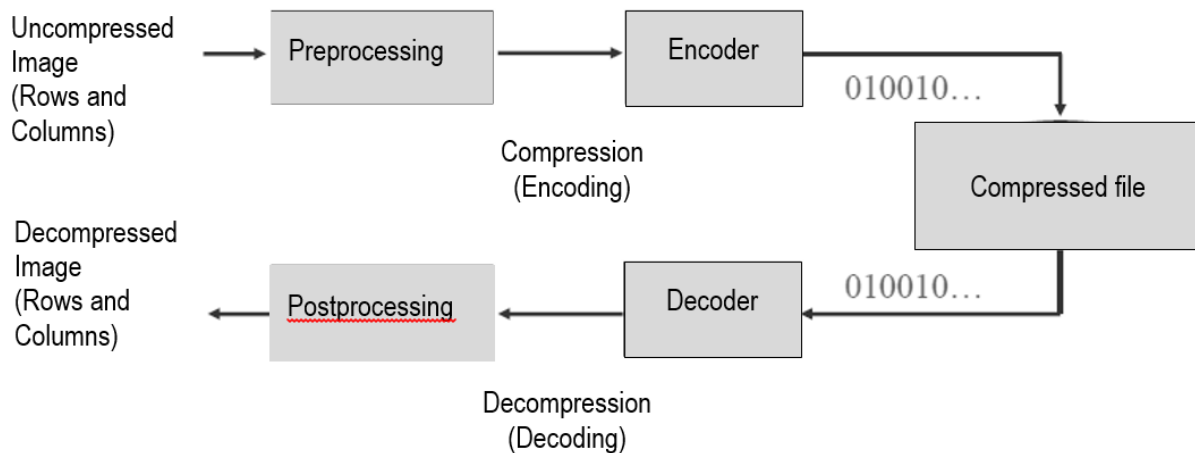 Uncompressed
Image
(Rows and
Columns)
Preprocessing
Encoder
010010...
Compression
(Encoding)
Compressed file
Decompressed
Image
(Rows and
Columns)
Postprocessing
Decoder
010010...
Decompression
(Decoding)